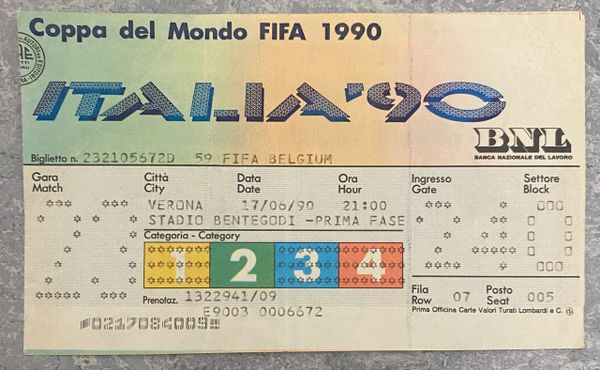 Coppa del Mondo FIFA 1990
ITALIA'90
BNL
BANCA NAZIONALE DEL LAVORO
Biglietto n. 232105672D 59 FIFA BELGIUM
Gara Match
Città City
Data Date
Ora Hour
Ingresso Gate
Settore Block
VERONA 17/06/90 21:00
STADIO BENTEGODI -PRIMA FASE
Categoria - Category
1 2 3 4
Prenotaz. 1322941/09
E9003 0006672
Fila Row 07 Posto Seat 005
Prima Officina Carte Valori Turati Lombardi e C.
0217084009